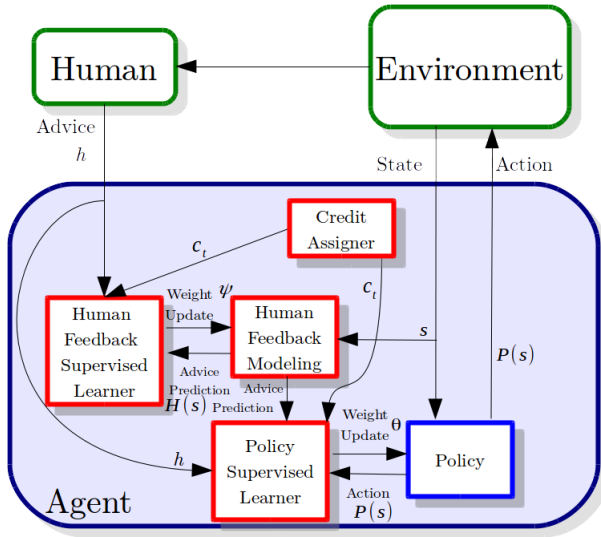 Human
Environment
Advice
h
State
Action
Credit
Assigner
c_t
c_t
Weight ψ
Update
Human
Feedback
Supervised
Learner
Human
Feedback
Modeling
s
P(s)
Advice
Prediction
H(s)
Advice
Prediction
Weight θ
Update
Policy
Supervised
Learner
Policy
h
Action
P(s)
Agent